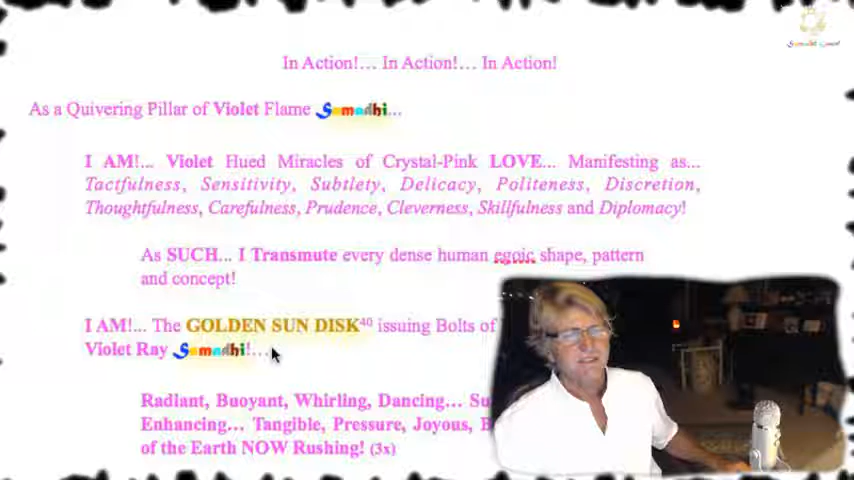 In Action!... In Action!... In Action!
As a Quivering Pillar of Violet Flame Samadhi...
I AM!... Violet Hued Miracles of Crystal-Pink LOVE... Manifesting as...
Tactfulness, Sensitivity, Subtlety, Delicacy, Politeness, Discretion,
Thoughtfulness, Carefulness, Prudence, Cleverness, Skillfulness and Diplomacy!
As SUCH... I Transmute every dense human egoic shape, pattern
and concept!
I AM!... The GOLDEN SUN DISK40 issuing Bolts of
Violet Ray Samadhi!...
Radiant, Buoyant, Whirling, Dancing... Su
Enhancing... Tangible, Pressure, Joyous, B
of the Earth NOW Rushing! (3x)